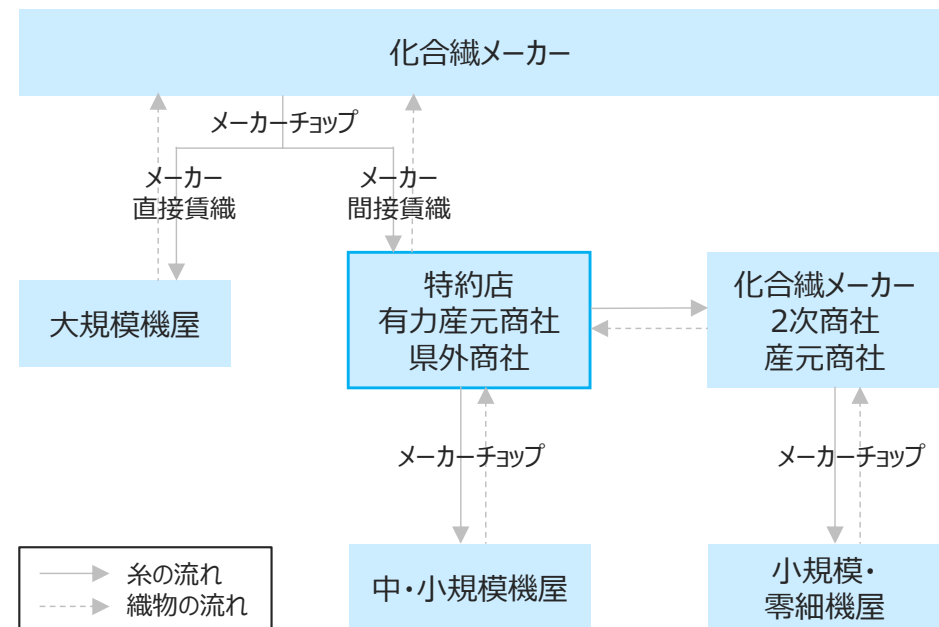 化合繊メーカー
メーカーチョップ
メーカー
直接賃織
メーカー
間接賃織
大規模機屋
特約店
有力産元商社
県外商社
化合繊メーカー
2次商社
産元商社
メーカーチョップ
メーカーチョップ
糸の流れ
織物の流れ
中・小規模機屋
小規模・
零細機屋